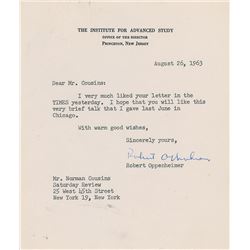 THE INSTITUTE FOR ADVANCED STUDY
OFFICE OF THE DIRECTOR
PRINCETON, NEW JERSEY
August 26, 1963
Dear Mr. Cousins:
I very much liked your letter in the
TIMES yesterday. I hope that you will like this
very brief talk that I gave last June in
Chicago.
With warm good wishes,
Sincerely yours,
Robert Oppenheimer
Robert Oppenheimer
Mr. Norman Cousins
Saturday Review
25 West 45th Street
New York 19, New York